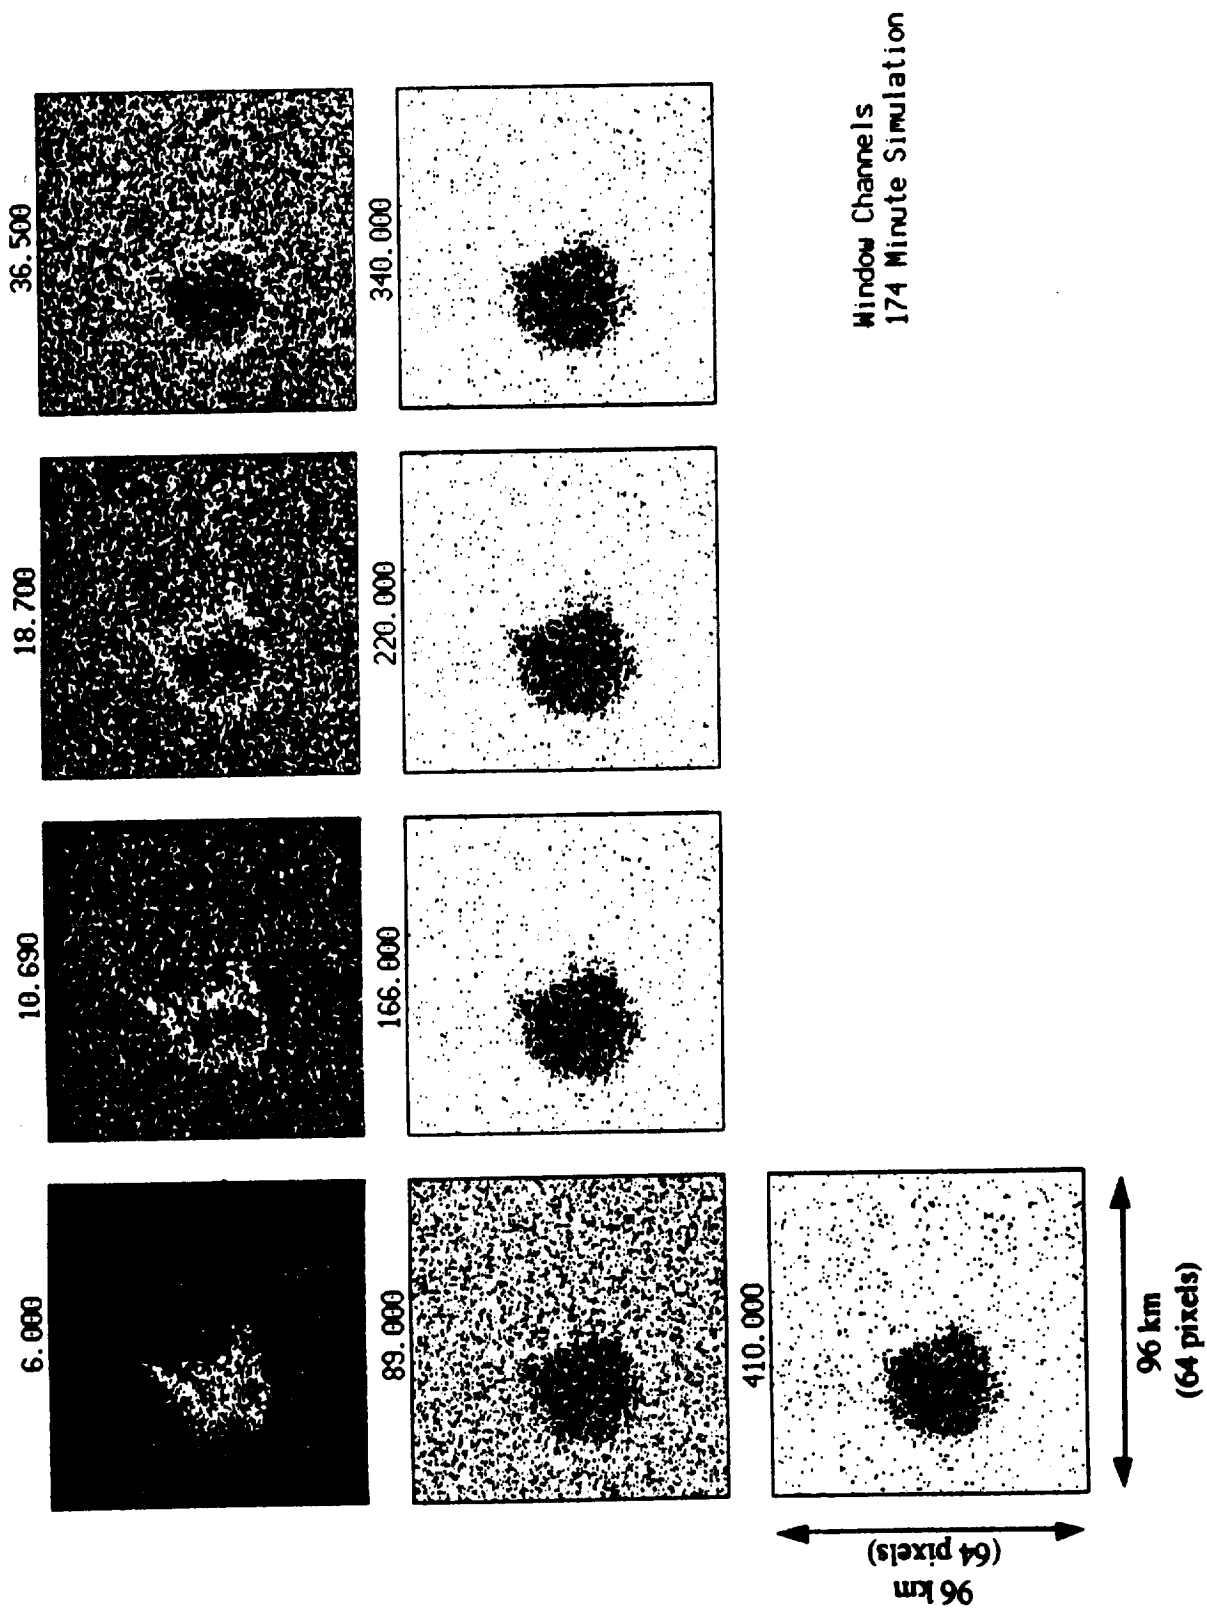 6.000
10.690
18.700
36.500
89.000
166.000
220.000
340.000
410.000
96 km
(64 pixels)
96 km
(64 pixels)
Window Channels
174 Minute Simulation